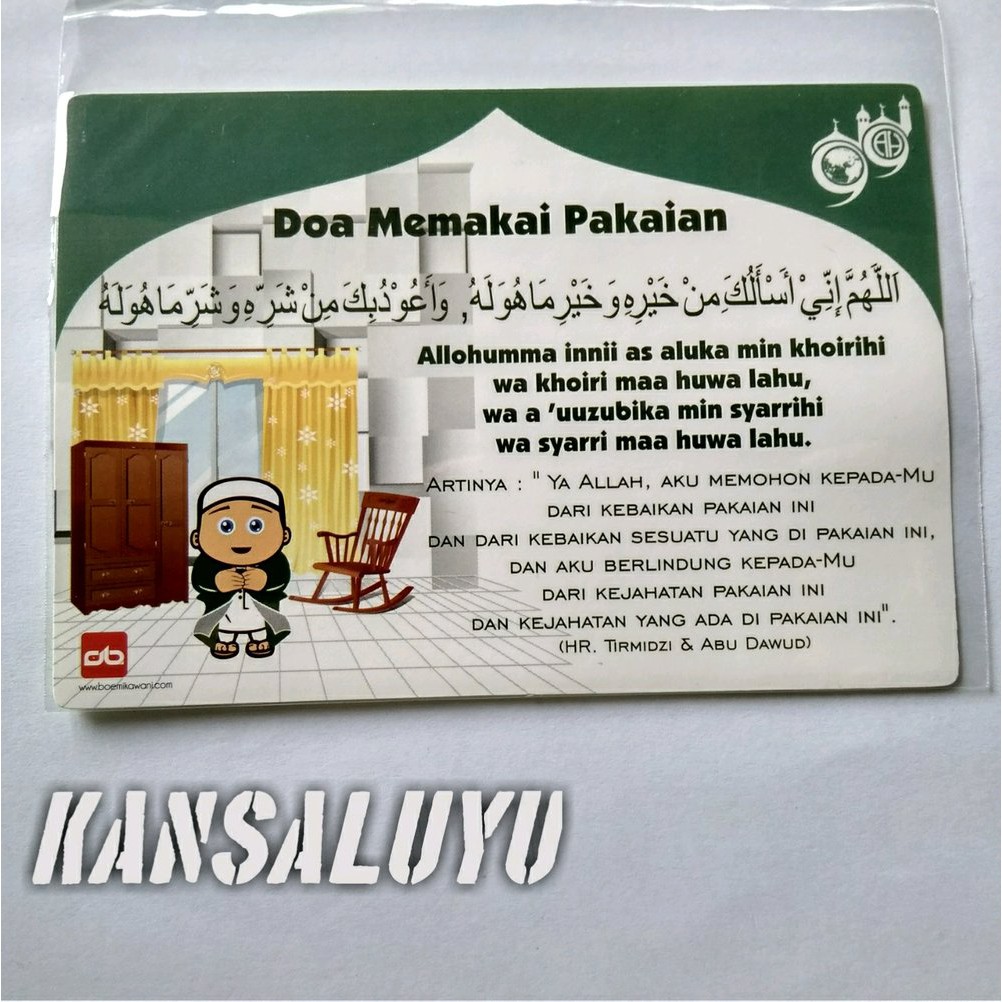 Doa Memakai Pakaian
اَللّٰهُمَّ إِنِّيْ أَسْأَلُكَ مِنْ خَيْرِهِ وَ خَيْرِ مَا هُوَ لَهُ, وَأَعُوْذُبِكَ مِنْ شَرِّهِ وَ شَرِّ مَا هُوَ لَهُ
Allohumma innii as aluka min khoirihi
wa khoiri maa huwa lahu,
wa a 'uuzubika min syarrihi
wa syarri maa huwa lahu.
ARTINYA : " YA ALLAH, AKU MEMOHON KEPADA-MU
DARI KEBAIKAN PAKAIAN INI
DAN DARI KEBAIKAN SESUATU YANG DI PAKAIAN INI,
DAN AKU BERLINDUNG KEPADA-MU
DARI KEJAHATAN PAKAIAN INI
DAN KEJAHATAN YANG ADA DI PAKAIAN INI".
(HR. TIRMIDZI & ABU DAWUD)
www.boemikawani.com
KANSALUYU